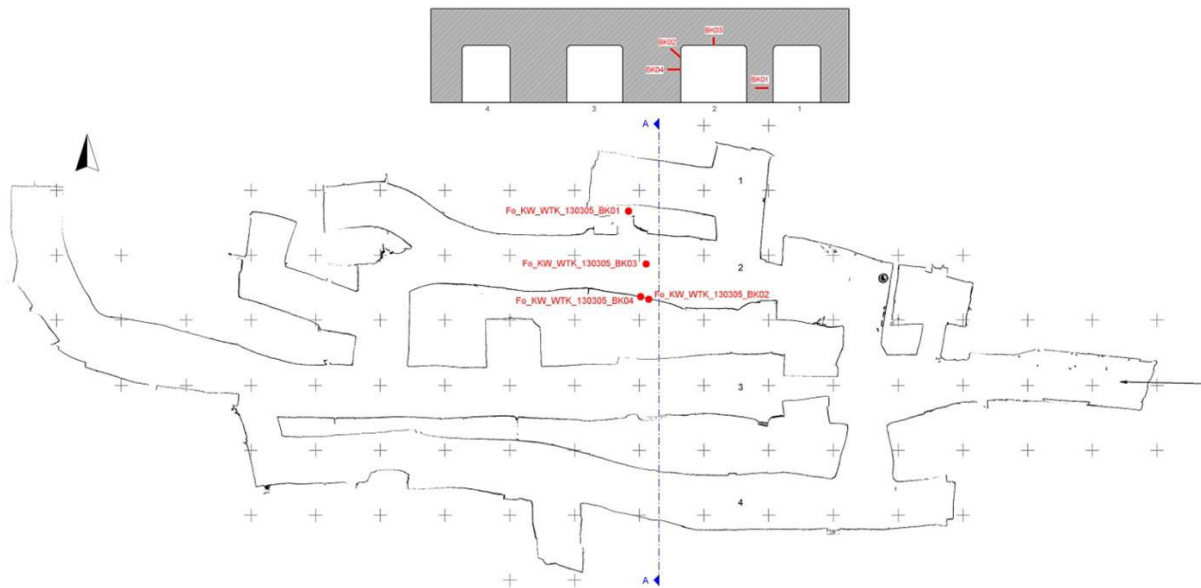 BK03
BK02
BK04
BK01
4
3
2
1
A
1
Fo_KW_WTK_130305_BK01
2
Fo_KW_WTK_130305_BK03
Fo_KW_WTK_130305_BK04
Fo_KW_WTK_130305_BK02
3
4
A